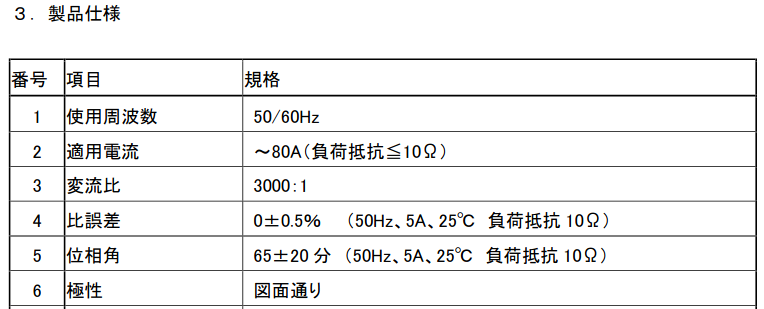 ３．製品仕様
番号 項目 規格
1 使用周波数 50/60Hz
2 適用電流 ～80A（負荷抵抗≦10Ω）
3 変流比 3000：1
4 比誤差 0±0.5% （50Hz、5A、25℃ 負荷抵抗 10Ω）
5 位相角 65±20 分 （50Hz、5A、25℃ 負荷抵抗 10Ω）
6 極性 図面通り